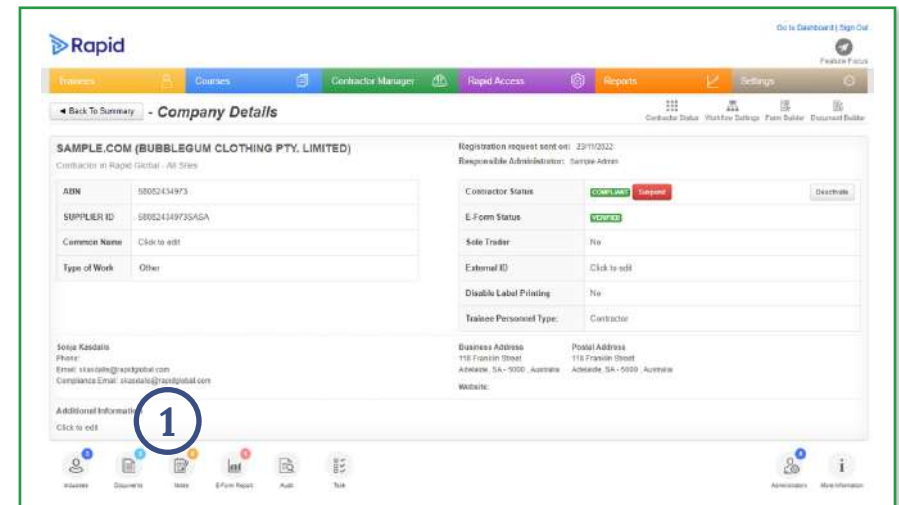 Go to Dashboard | Sign Out
Rapid
Feature Focus
Trainees
Courses
Contractor Manager
Rapid Access
Reports
Settings
Back To Summary
- Company Details
Contractor Status
Workflow Settings
Form Builder
Document Builder
SAMPLE.COM (BUBBLEGUM CLOTHING PTY. LIMITED)
Contractor in Rapid Global - All Sites
Registration request sent on: 23/11/2022
Responsible Administrator: Sample Admin
ABN 58082434973
SUPPLIER ID 58082434973SASA
Common Name Click to edit
Type of Work Other
Contractor Status COMPLIANT Suspend Deactivate
E-Form Status VERIFIED
Sole Trader No
External ID Click to edit
Disable Label Printing No
Trainee Personnel Type: Contractor
Sonja Kasdalis
Phone:
Email: skasdalis@rapidglobal.com
Compliance Email: skasdalis@rapidglobal.com
Business Address
118 Franklin Street
Adelaide, SA - 5000 , Australia
Website:
Postal Address
118 Franklin Street
Adelaide, SA - 5000 , Australia
Additional Information
Click to edit
1
Inductees
Documents
Notes
E-Form Report
Audit
Task
Administrators
More Information